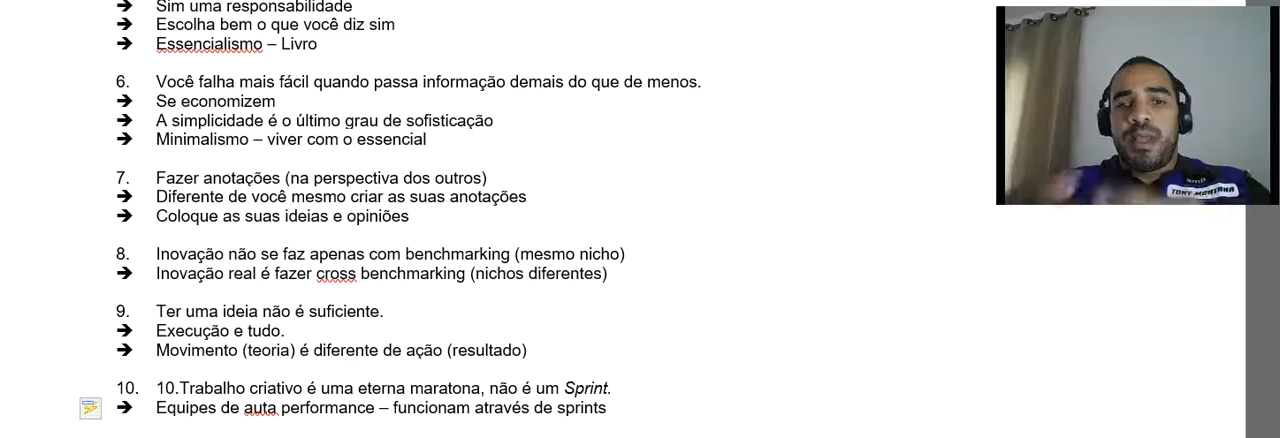 ➔ Sim uma responsabilidade
➔ Escolha bem o que você diz sim
➔ Essencialismo – Livro
6. Você falha mais fácil quando passa informação demais do que de menos.
➔ Se economizem
➔ A simplicidade é o último grau de sofisticação
➔ Minimalismo – viver com o essencial
7. Fazer anotações (na perspectiva dos outros)
➔ Diferente de você mesmo criar as suas anotações
➔ Coloque as suas ideias e opiniões
8. Inovação não se faz apenas com benchmarking (mesmo nicho)
➔ Inovação real é fazer cross benchmarking (nichos diferentes)
9. Ter uma ideia não é suficiente.
➔ Execução e tudo.
➔ Movimento (teoria) é diferente de ação (resultado)
10. 10.Trabalho criativo é uma eterna maratona, não é um Sprint.
➔ Equipes de auta performance – funcionam através de sprints
TONY MONTANA